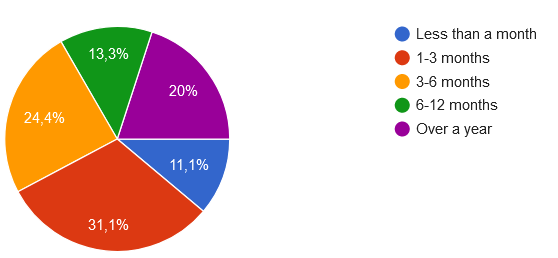 Less than a month
1-3 months
3-6 months
6-12 months
Over a year
13,3%
20%
24,4%
11,1%
31,1%